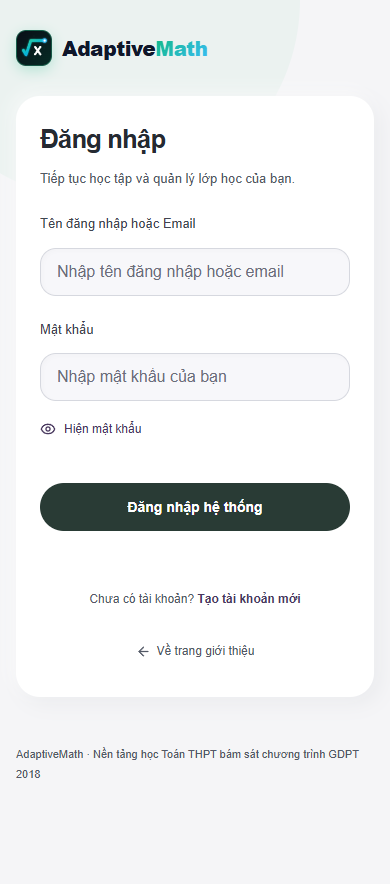 √x AdaptiveMath
Đăng nhập
Tiếp tục học tập và quản lý lớp học của bạn.
Tên đăng nhập hoặc Email
Nhập tên đăng nhập hoặc email
Mật khẩu
Nhập mật khẩu của bạn
Hiện mật khẩu
Đăng nhập hệ thống
Chưa có tài khoản? Tạo tài khoản mới
Về trang giới thiệu
AdaptiveMath · Nền tảng học Toán THPT bám sát chương trình GDPT
2018